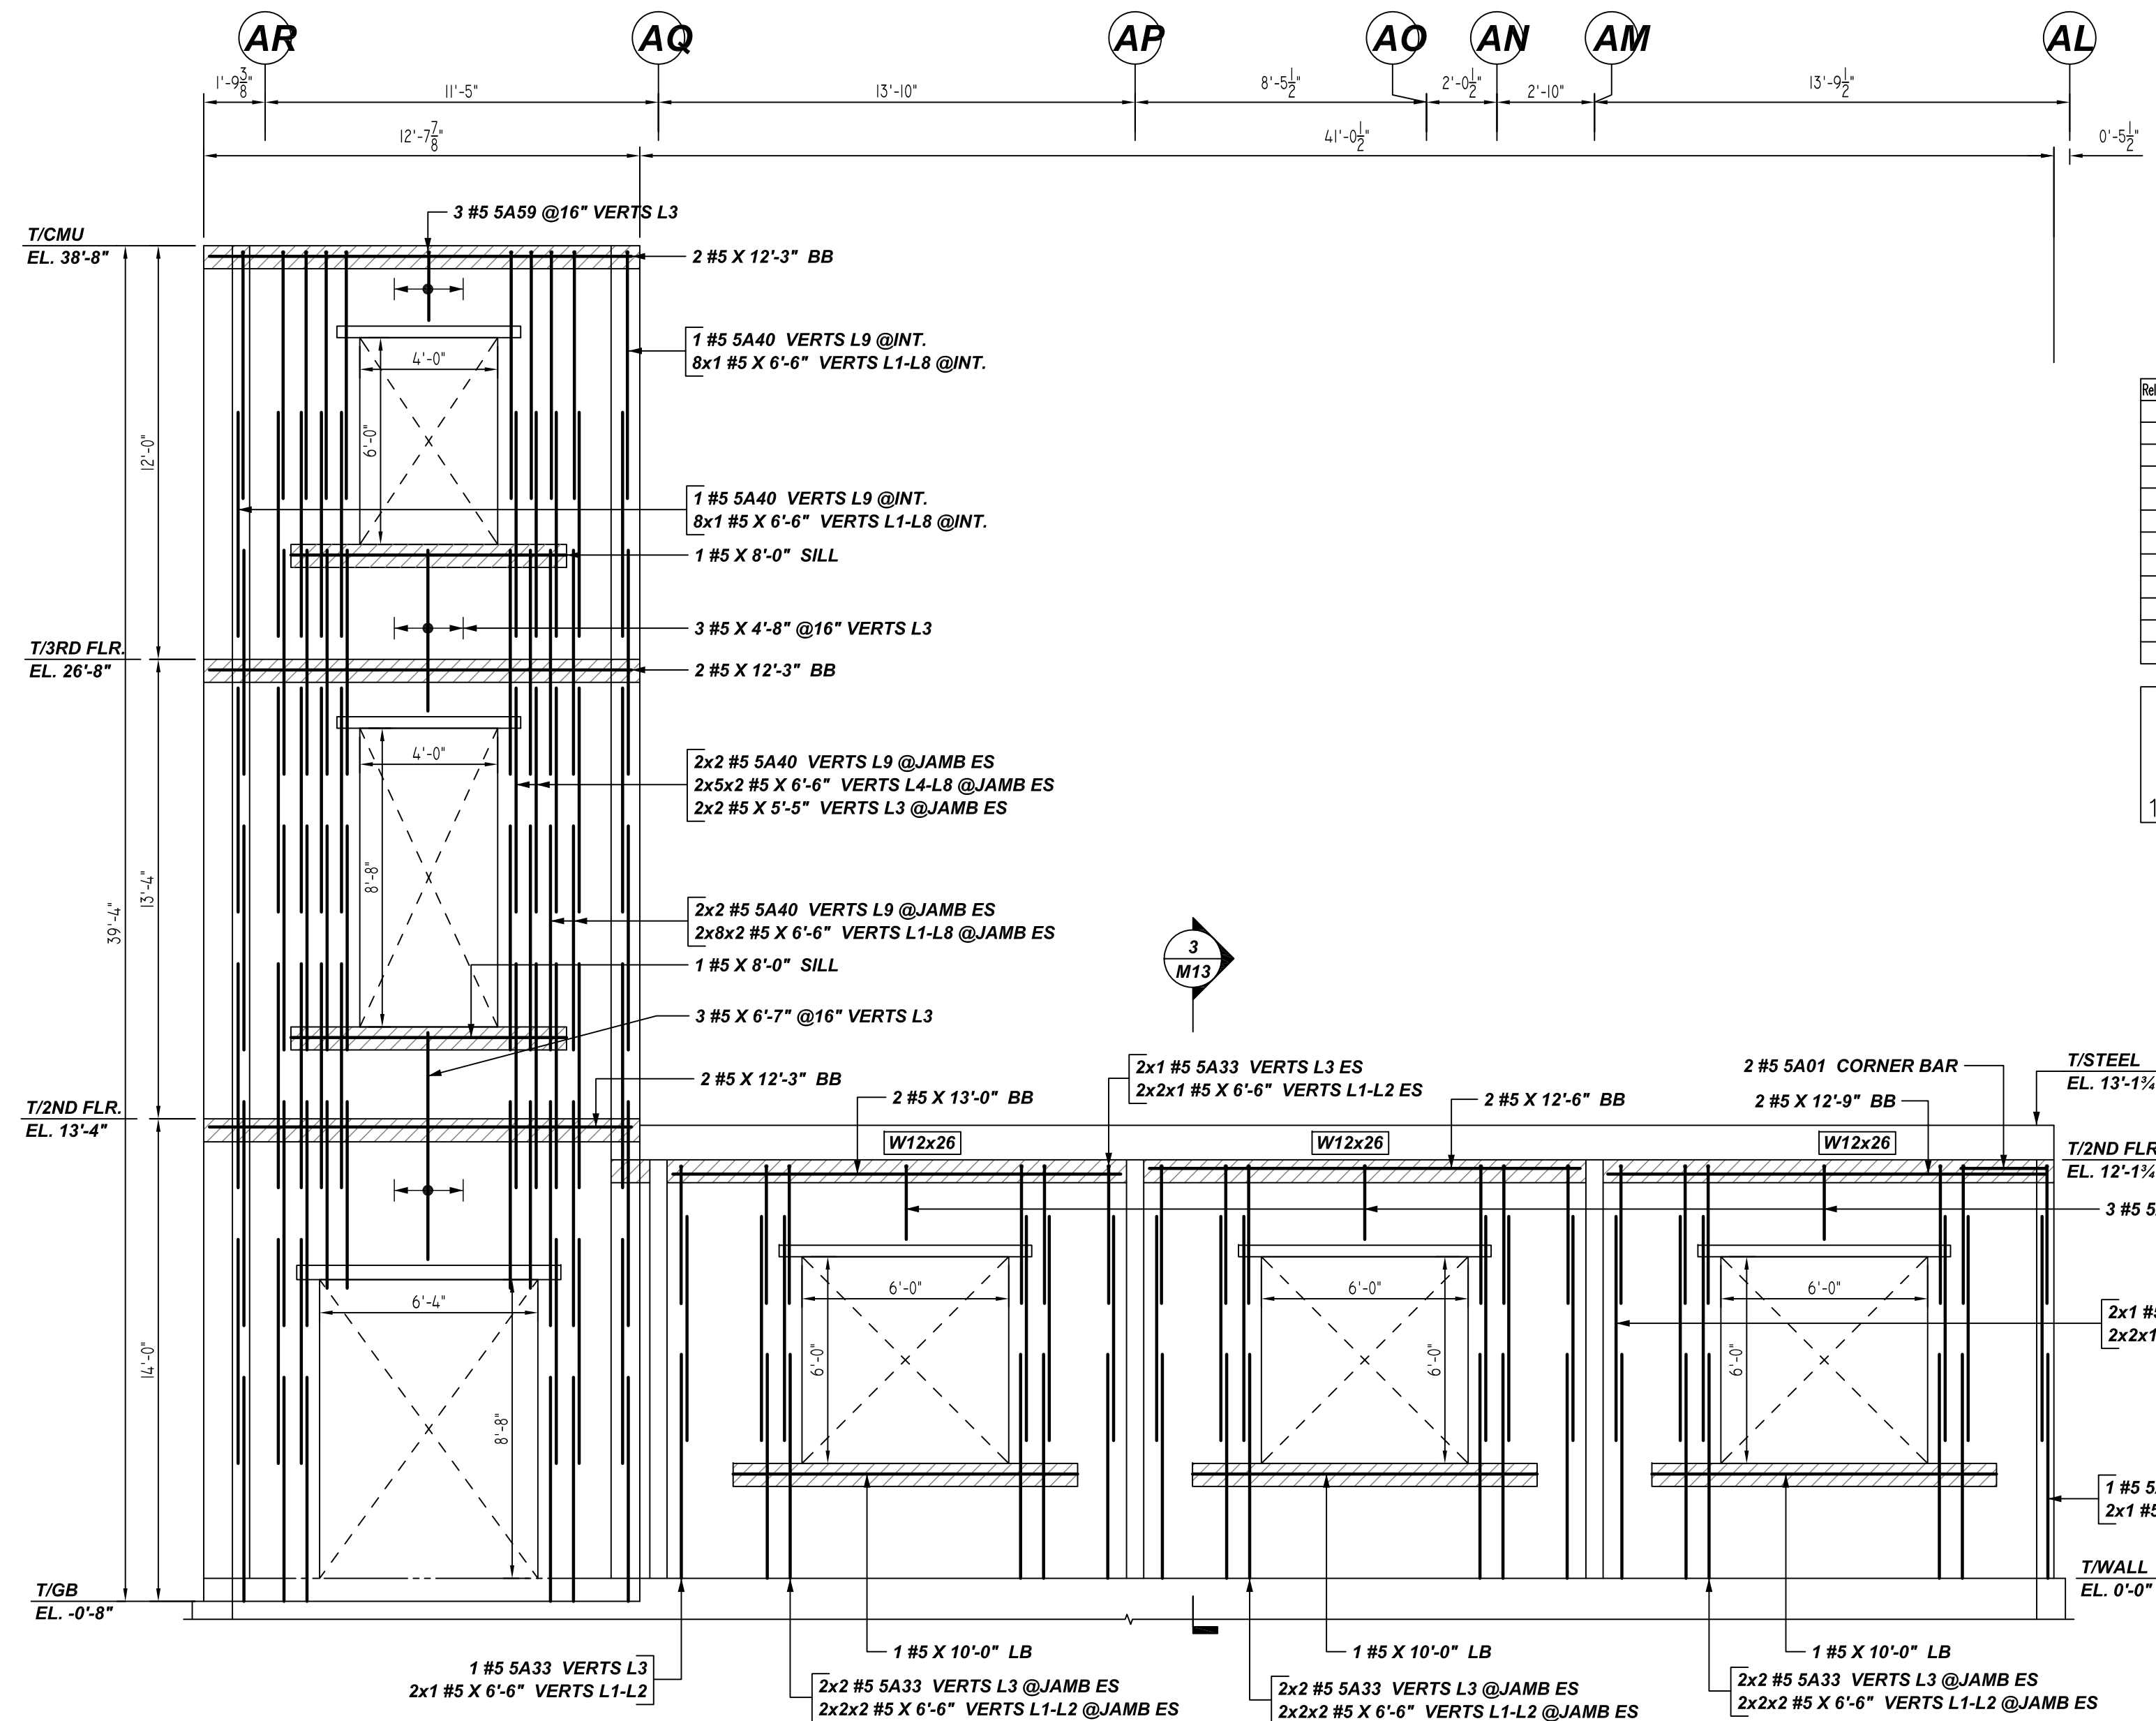 AR AQ AP AO AN AM AL
1'-9 3/8" 11'-5" 13'-10" 8'-5 1/2" 2'-0 1/2" 2'-10" 13'-9 1/2"
12'-7 7/8" 41'-0 1/2" 0'-5 1/2"
3 #5 5A59 @16" VERTS L3
T/CMU
EL. 38'-8"
2 #5 X 12'-3" BB
1 #5 5A40 VERTS L9 @INT.
8x1 #5 X 6'-6" VERTS L1-L8 @INT.
4'-0"
6'-0"
12'-0"
1 #5 5A40 VERTS L9 @INT.
8x1 #5 X 6'-6" VERTS L1-L8 @INT.
1 #5 X 8'-0" SILL
3 #5 X 4'-8" @16" VERTS L3
T/3RD FLR.
EL. 26'-8"
2 #5 X 12'-3" BB
4'-0"
8'-8"
2x2 #5 5A40 VERTS L9 @JAMB ES
2x5x2 #5 X 6'-6" VERTS L4-L8 @JAMB ES
2x2 #5 X 5'-5" VERTS L3 @JAMB ES
39'-4"
13'-4"
2x2 #5 5A40 VERTS L9 @JAMB ES
2x8x2 #5 X 6'-6" VERTS L1-L8 @JAMB ES
1 #5 X 8'-0" SILL
3
M13
3 #5 X 6'-7" @16" VERTS L3
2 #5 X 12'-3" BB
2 #5 X 13'-0" BB
2x1 #5 5A33 VERTS L3 ES
2x2x1 #5 X 6'-6" VERTS L1-L2 ES
2 #5 X 12'-6" BB
2 #5 5A01 CORNER BAR
2 #5 X 12'-9" BB
T/STEEL
EL. 13'-1¾
T/2ND FLR.
EL. 13'-4"
W12x26 W12x26 W12x26
T/2ND FLR
EL. 12'-1¾
3 #5 5
6'-4"
8'-8"
14'-0"
6'-0"
6'-0"
6'-0"
6'-0"
6'-0"
6'-0"
2x1 #5
2x2x1
1 #5 5
2x1 #5
T/WALL
EL. 0'-0"
T/GB
EL. -0'-8"
1 #5 5A33 VERTS L3
2x1 #5 X 6'-6" VERTS L1-L2
1 #5 X 10'-0" LB
2x2 #5 5A33 VERTS L3 @JAMB ES
2x2x2 #5 X 6'-6" VERTS L1-L2 @JAMB ES
1 #5 X 10'-0" LB
2x2 #5 5A33 VERTS L3 @JAMB ES
2x2x2 #5 X 6'-6" VERTS L1-L2 @JAMB ES
1 #5 X 10'-0" LB
2x2 #5 5A33 VERTS L3 @JAMB ES
2x2x2 #5 X 6'-6" VERTS L1-L2 @JAMB ES